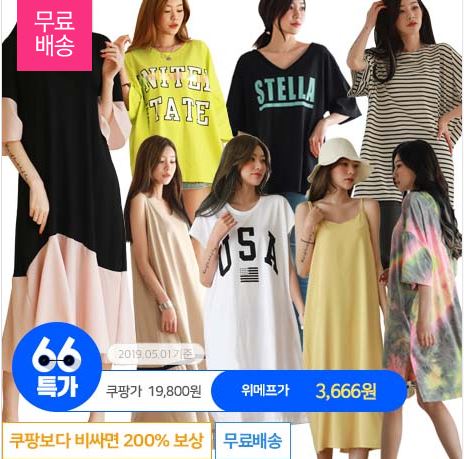 무료
배송
UNITED
STATE
STELLA
USA
66
특가
2019.05.01기준
쿠팡가 19,800원
위메프가 3,666원
쿠팡보다 비싸면 200% 보상
무료배송